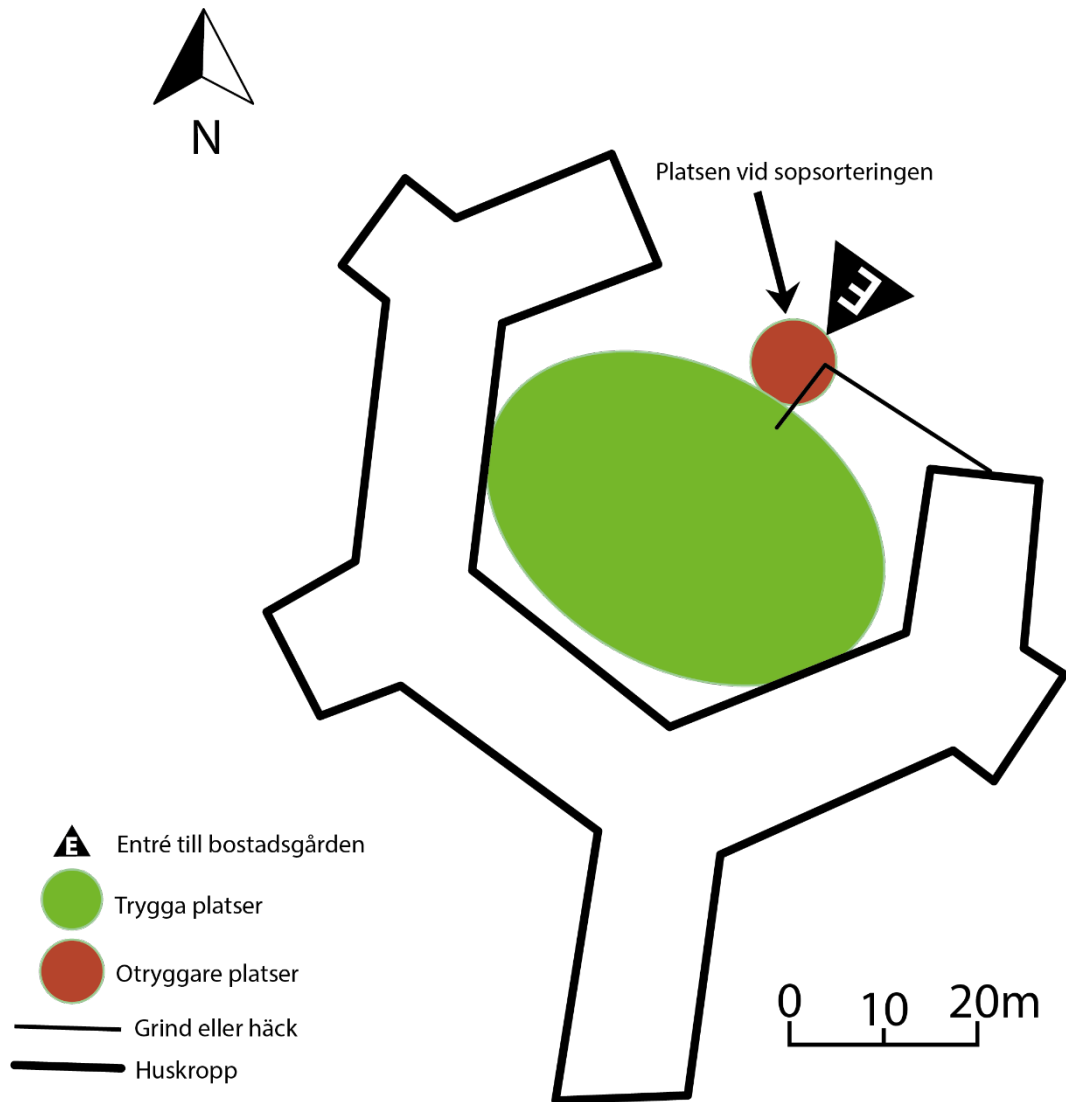 N
Platsen vid sopsorteringen
E
E Entré till bostadsgården
Trygga platser
Otryggare platser
Grind eller häck
Huskropp
0 10 20m